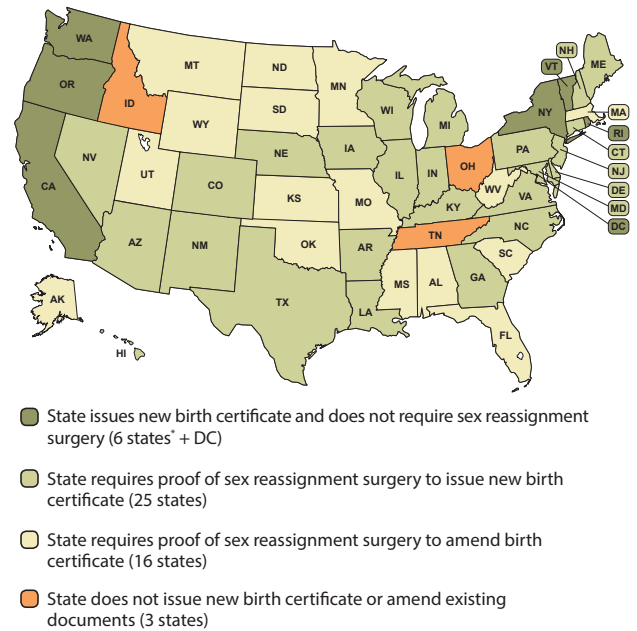 WA
OR
CA
NV
ID
MT
WY
UT
AZ
CO
NM
ND
SD
NE
KS
OK
TX
MN
IA
MO
AR
LA
WI
IL
MI
IN
OH
KY
TN
MS
AL
GA
FL
SC
NC
VA
WV
PA
NY
VT
NH
ME
MA
RI
CT
NJ
DE
MD
DC
AK
HI
State issues new birth certificate and does not require sex reassignment
surgery (6 states* + DC)
State requires proof of sex reassignment surgery to issue new birth
certificate (25 states)
State requires proof of sex reassignment surgery to amend birth
certificate (16 states)
State does not issue new birth certificate or amend existing
documents (3 states)